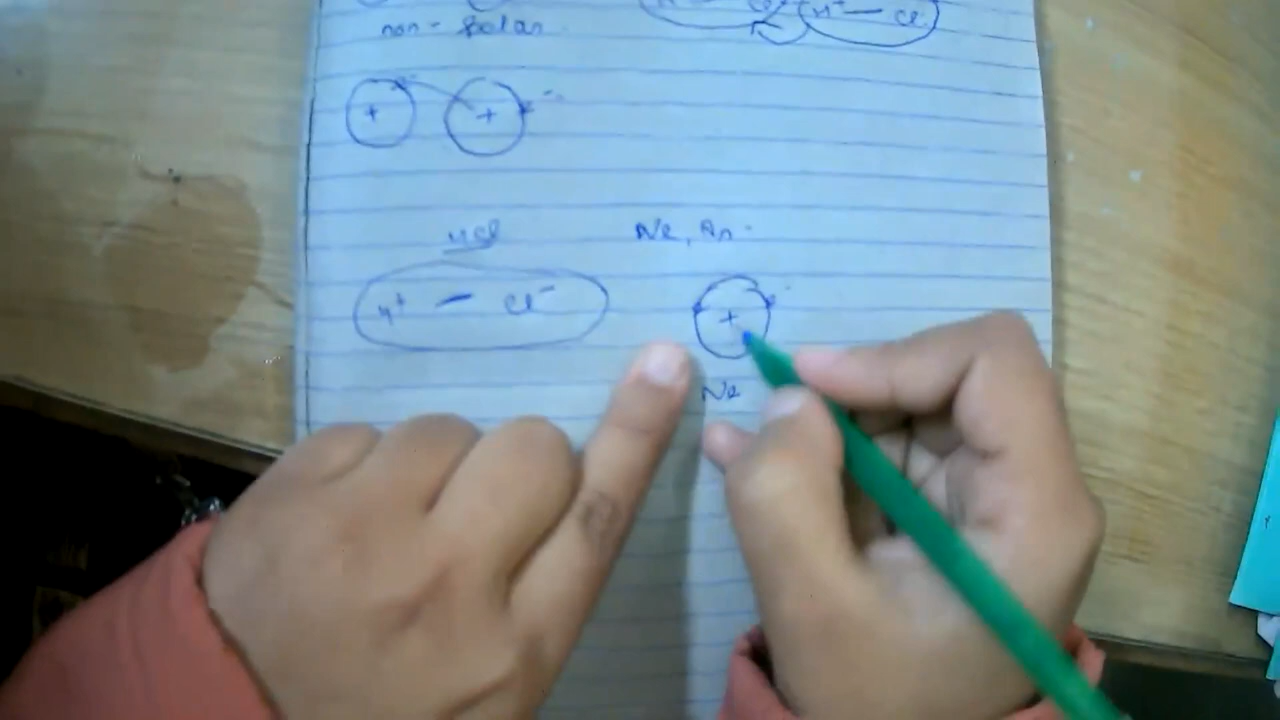 non - polar
+ + e⁻
HCl Ne, Ar
H⁺ — Cl⁻ + e⁻
Ne